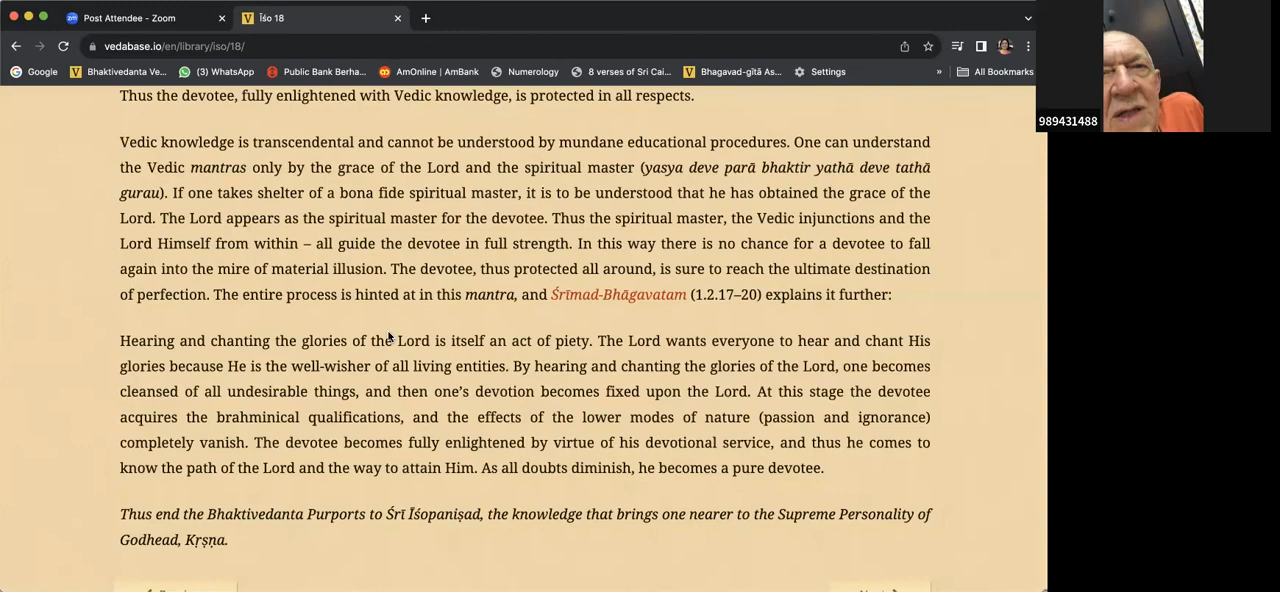 Post Attendee - Zoom
Īśo 18
vedabase.io/en/library/iso/18/
Google
Bhaktivedanta Ve...
(3) WhatsApp
Public Bank Berha...
AmOnline | AmBank
Numerology
8 verses of Sri Cai...
Bhagavad-gītā As...
Settings
»
All Bookmarks
989431488
Thus the devotee, fully enlightened with Vedic knowledge, is protected in all respects.
Vedic knowledge is transcendental and cannot be understood by mundane educational procedures. One can understand
the Vedic mantras only by the grace of the Lord and the spiritual master (yasya deve parā bhaktir yathā deve tathā
gurau). If one takes shelter of a bona fide spiritual master, it is to be understood that he has obtained the grace of the
Lord. The Lord appears as the spiritual master for the devotee. Thus the spiritual master, the Vedic injunctions and the
Lord Himself from within – all guide the devotee in full strength. In this way there is no chance for a devotee to fall
again into the mire of material illusion. The devotee, thus protected all around, is sure to reach the ultimate destination
of perfection. The entire process is hinted at in this mantra, and Śrīmad-Bhāgavatam (1.2.17–20) explains it further:
Hearing and chanting the glories of the Lord is itself an act of piety. The Lord wants everyone to hear and chant His
glories because He is the well-wisher of all living entities. By hearing and chanting the glories of the Lord, one becomes
cleansed of all undesirable things, and then one’s devotion becomes fixed upon the Lord. At this stage the devotee
acquires the brahminical qualifications, and the effects of the lower modes of nature (passion and ignorance)
completely vanish. The devotee becomes fully enlightened by virtue of his devotional service, and thus he comes to
know the path of the Lord and the way to attain Him. As all doubts diminish, he becomes a pure devotee.
Thus end the Bhaktivedanta Purports to Śrī Īśopaniṣad, the knowledge that brings one nearer to the Supreme Personality of
Godhead, Kṛṣṇa.